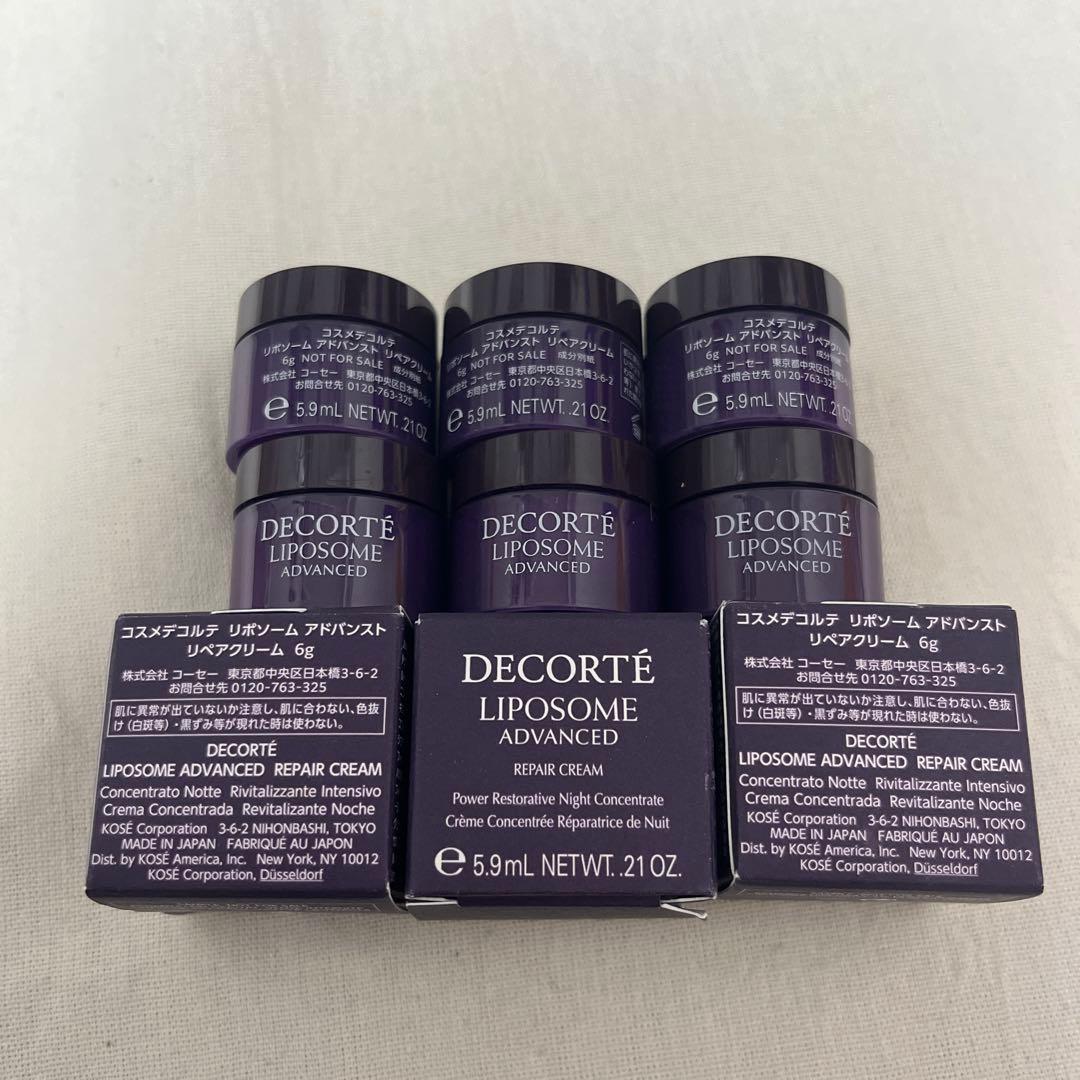 コスメデコルテ
リポソーム アドバンスト リペアクリーム
6g NOT FOR SALE 成分別紙
株式会社 コーセー 東京都中央区日本橋3-6-2
お問合せ先 0120-763-325
e 5.9mL NETWT. .21 OZ.
コスメデコルテ
リポソーム アドバンスト リペアクリーム
6g NOT FOR SALE 成分別紙
株式会社 コーセー 東京都中央区日本橋3-6-2
お問合せ先 0120-763-325
e 5.9mL NETWT. .21 OZ.
コスメデコルテ
リポソーム アドバンスト リペアクリーム
6g NOT FOR SALE 成分別紙
株式会社 コーセー 東京都中央区日本橋3-6-2
お問合せ先 0120-763-325
e 5.9mL NETWT. .21 OZ.
DECORTÉ
LIPOSOME
ADVANCED
DECORTÉ
LIPOSOME
ADVANCED
DECORTÉ
LIPOSOME
ADVANCED
コスメデコルテ リポソーム アドバンスト
リペアクリーム 6g
株式会社 コーセー 東京都中央区日本橋3-6-2
お問合せ先 0120-763-325
肌に異常が出ていないか注意し、肌に合わない、色抜
け（白斑等）・黒ずみ等が現れた時は使わない。
DECORTÉ
LIPOSOME ADVANCED REPAIR CREAM
Concentrato Notte Rivitalizzante Intensivo
Crema Concentrada Revitalizante Noche
KOSÉ Corporation 3-6-2 NIHONBASHI, TOKYO
MADE IN JAPAN FABRIQUÉ AU JAPON
Dist. by KOSÉ America, Inc. New York, NY 10012
KOSÉ Corporation, Düsseldorf
DECORTÉ
LIPOSOME
ADVANCED
REPAIR CREAM
Power Restorative Night Concentrate
Crème Concentrée Réparatrice de Nuit
e 5.9mL NETWT. .21 OZ.
コスメデコルテ リポソーム アドバンスト
リペアクリーム 6g
株式会社 コーセー 東京都中央区日本橋3-6-2
お問合せ先 0120-763-325
肌に異常が出ていないか注意し、肌に合わない、色抜
け（白斑等）・黒ずみ等が現れた時は使わない。
DECORTÉ
LIPOSOME ADVANCED REPAIR CREAM
Concentrato Notte Rivitalizzante Intensivo
Crema Concentrada Revitalizante Noche
KOSÉ Corporation 3-6-2 NIHONBASHI, TOKYO
MADE IN JAPAN FABRIQUÉ AU JAPON
Dist. by KOSÉ America, Inc. New York, NY 10012
KOSÉ Corporation, Düsseldorf